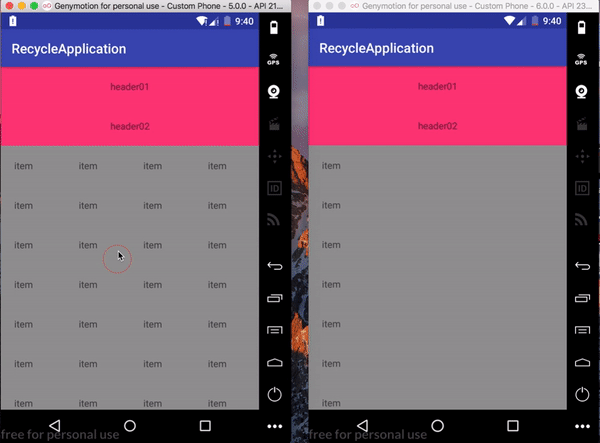 Genymotion for personal use - Custom Phone - 5.0.0 - API 21...
9:40
RecycleApplication
header01
header02
item item item item
item item item item
item item item item
item item item item
item item item item
item item item item
item item item item
free for personal use
GPS
ID
Genymotion for personal use - Custom Phone - 6.0.0 - API 23...
9:40
RecycleApplication
header01
header02
item
item
item
item
item
item
item
free for personal use
GPS
ID